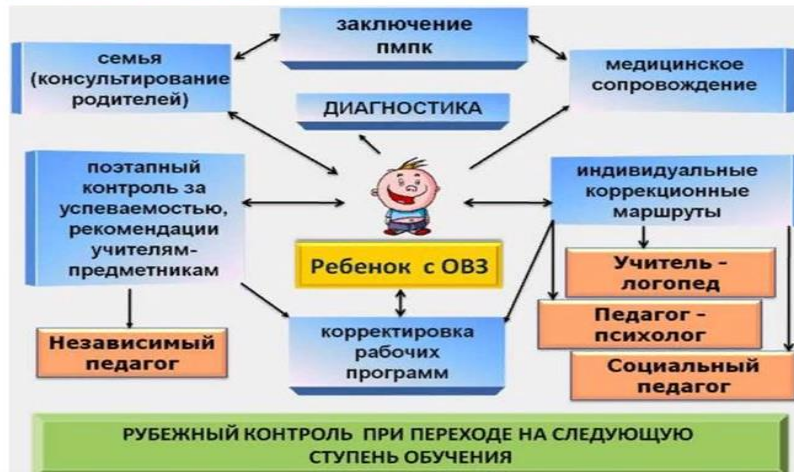 заключение
пмпк
семья
(консультирование
родителей)
медицинское
сопровождение
ДИАГНОСТИКА
поэтапный
контроль за
успеваемостью,
рекомендации
учителям-
предметникам
индивидуальные
коррекционные
маршруты
Ребенок с ОВЗ
Учитель -
логопед
Педагог -
психолог
Социальный
педагог
Независимый
педагог
корректировка
рабочих
программ
РУБЕЖНЫЙ КОНТРОЛЬ ПРИ ПЕРЕХОДЕ НА СЛЕДУЮЩУЮ
СТУПЕНЬ ОБУЧЕНИЯ